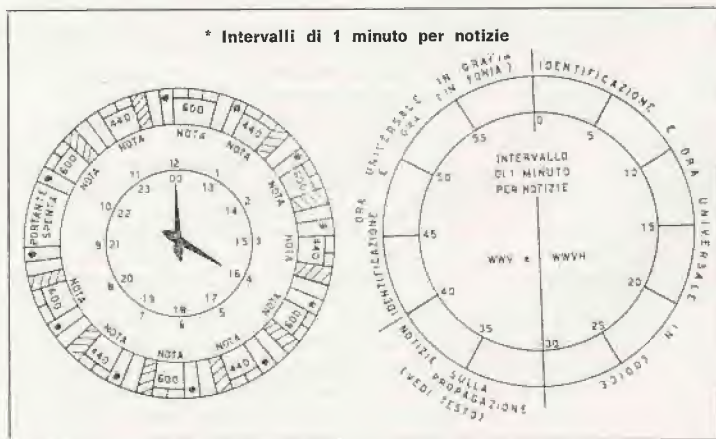 * Intervalli di 1 minuto per notizie
600
440
600
440
600
440
600
440
600
440
600
PORTANTE
SPENTA
NOTA
NOTA
NOTA
NOTA
NOTA
NOTA
NOTA
NOTA
NOTA
NOTA
NOTA
12
00
1
13
2
14
3
15
4
16
5
17
6
18
7
19
8
20
9
21
10
22
11
23
IDENTIFICAZIONE E ORA
UNIVERSALE
IN CODICE
NOTIZIE SULLA
PROPAGAZIONE
(VEDI TESTO)
IDENZIFICAZIONE E
ORA UNIVERSALE IN GRAFIA
ORA (IN FONIA)
0
5
10
15
20
25
30
35
40
45
50
55
INTERVALLO
DI 1 MINUTO
PER NOTIZIE
WWV e WWVH